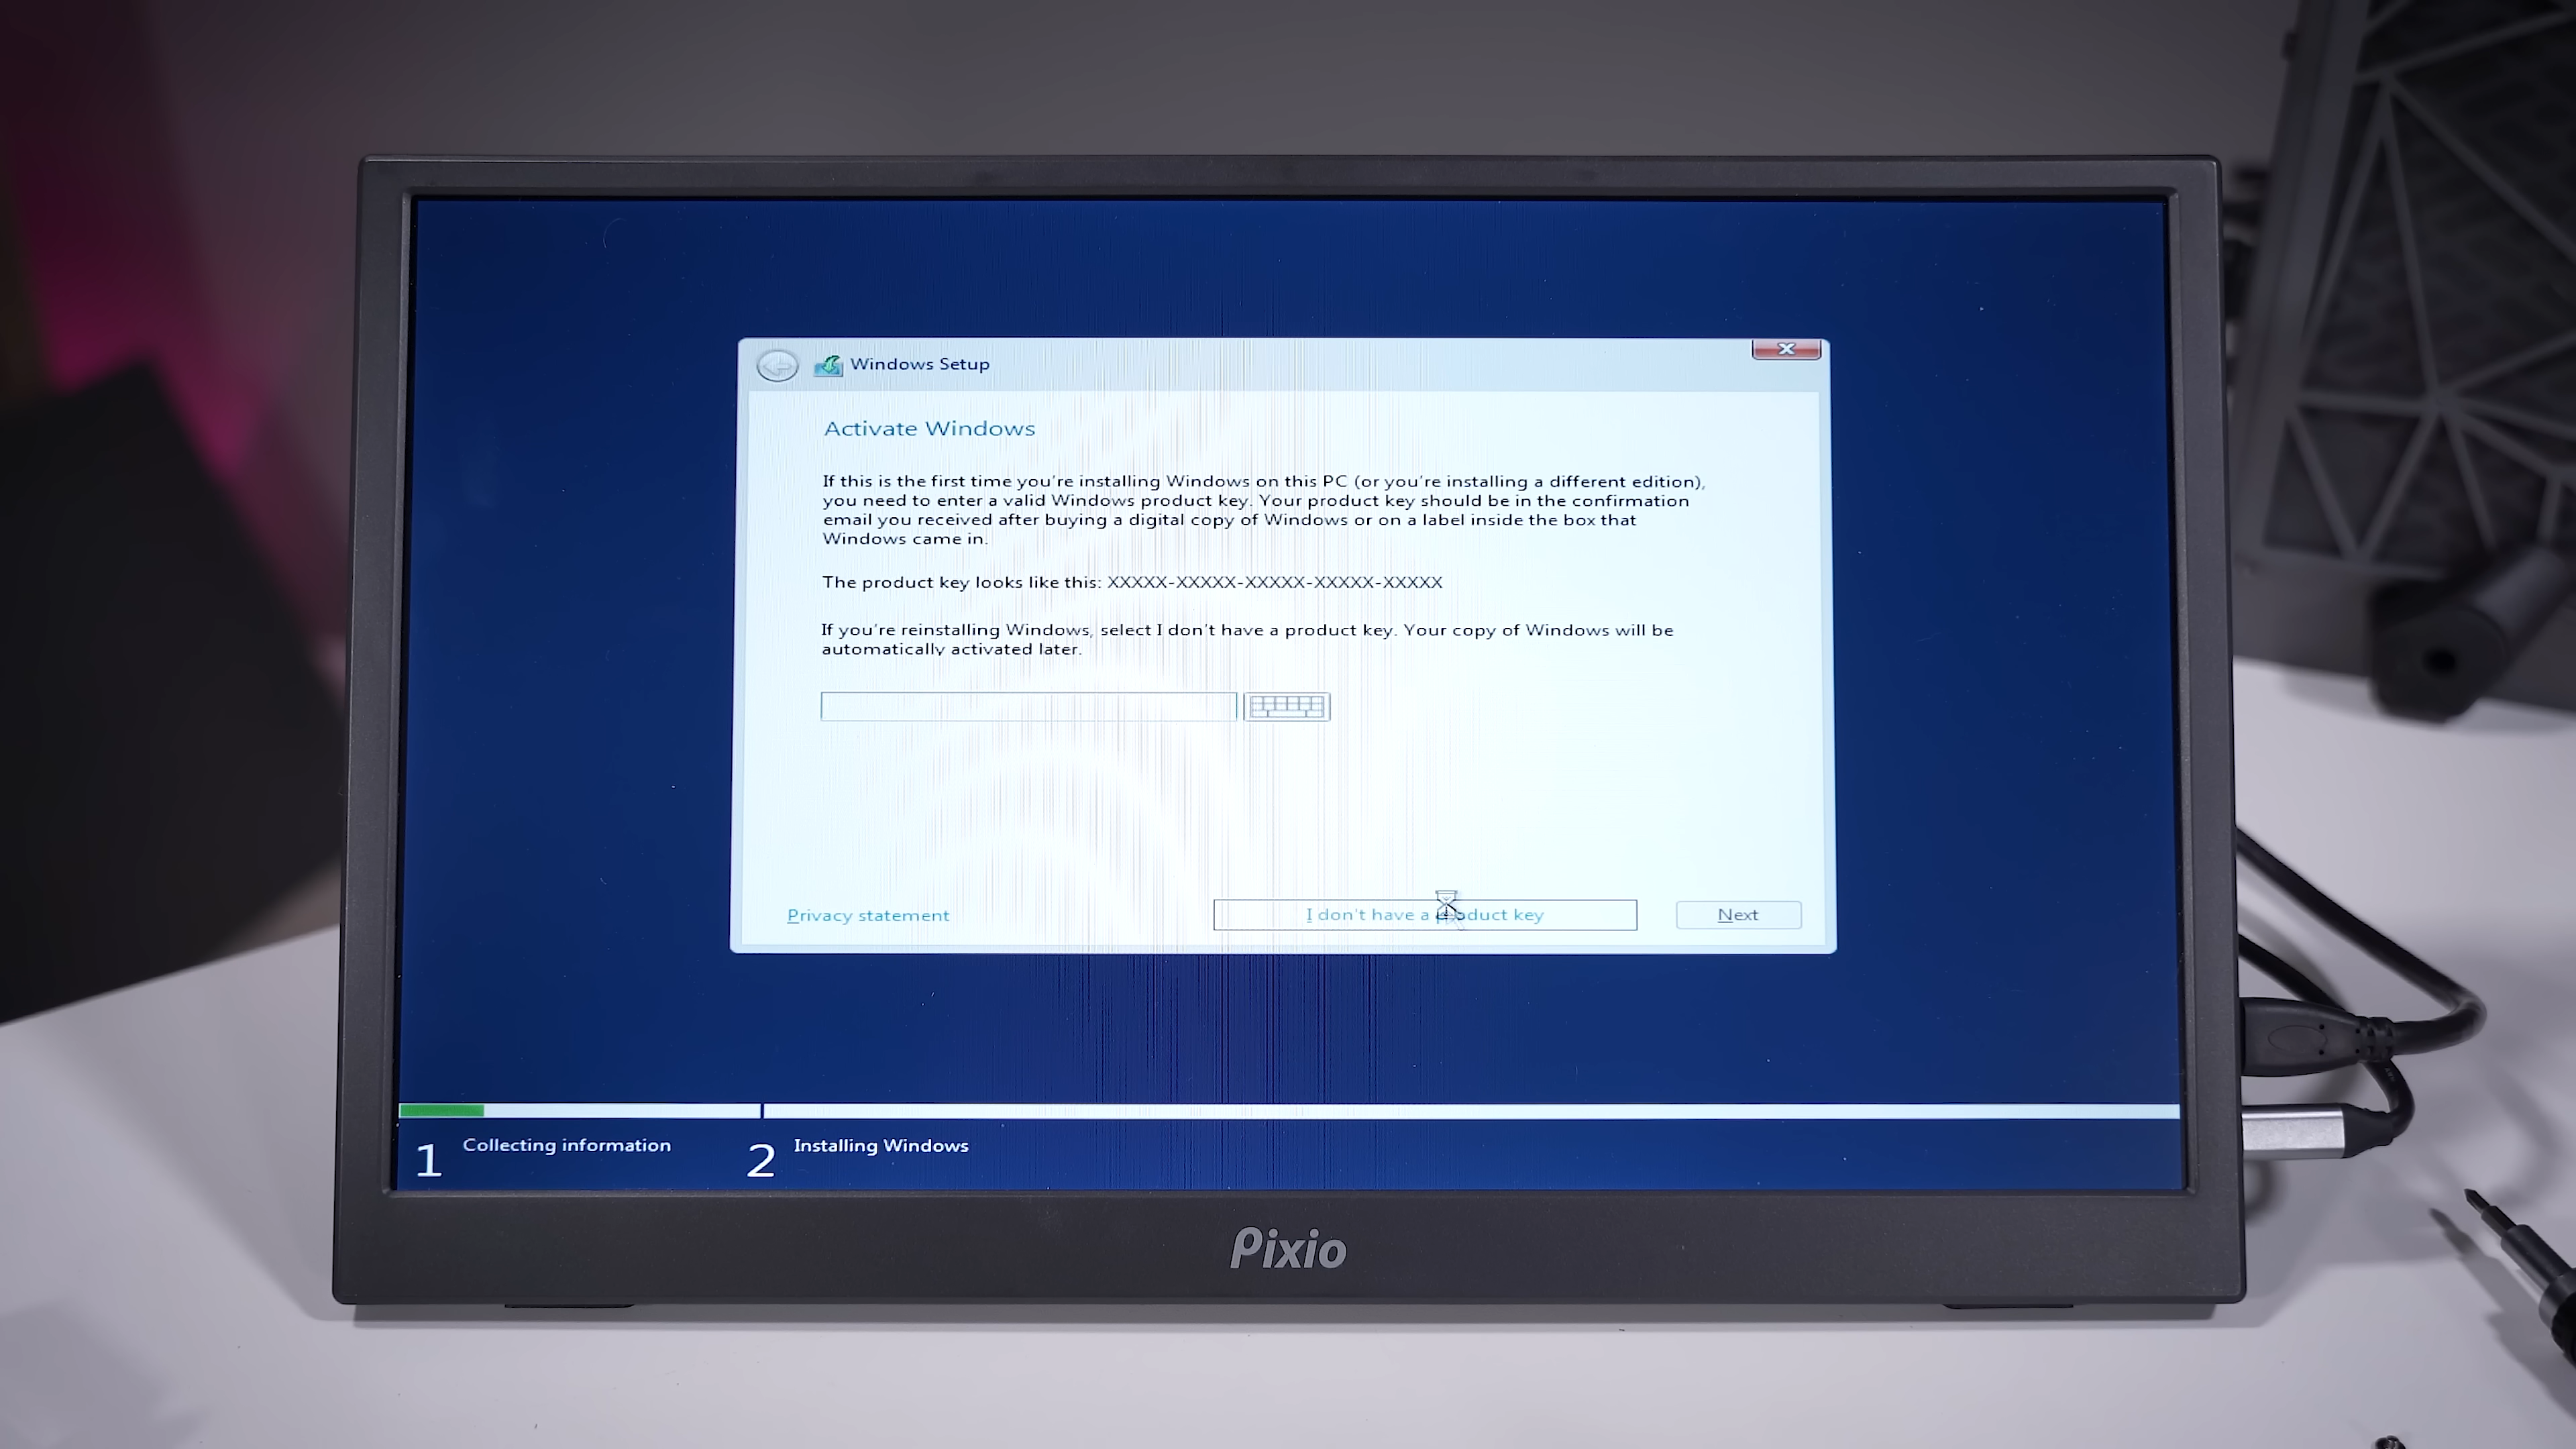 Windows Setup
Activate Windows
If this is the first time you're installing Windows on this PC (or you're installing a different edition),
you need to enter a valid Windows product key. Your product key should be in the confirmation
email you received after buying a digital copy of Windows or on a label inside the box that
Windows came in.
The product key looks like this: XXXXX-XXXXX-XXXXX-XXXXX-XXXXX
If you're reinstalling Windows, select I don't have a product key. Your copy of Windows will be
automatically activated later.
Privacy statement
I don't have a product key
Next
1 Collecting information
2 Installing Windows
Pixio